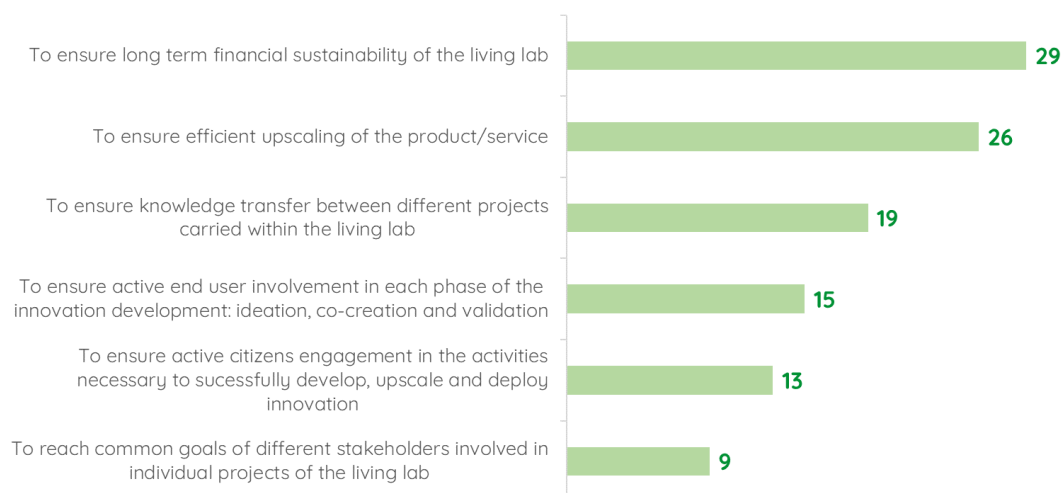 To ensure long term financial sustainability of the living lab
29
To ensure efficient upscaling of the product/service
26
To ensure knowledge transfer between different projects
carried within the living lab
19
To ensure active end user involvement in each phase of the
innovation development: ideation, co-creation and validation
15
To ensure active citizens engagement in the activities
necessary to sucessfully develop, upscale and deploy
innovation
13
To reach common goals of different stakeholders involved in
individual projects of the living lab
9